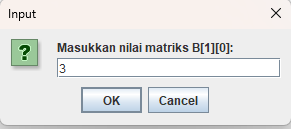 Input
Masukkan nilai matriks B[1][0]:
3
OK Cancel